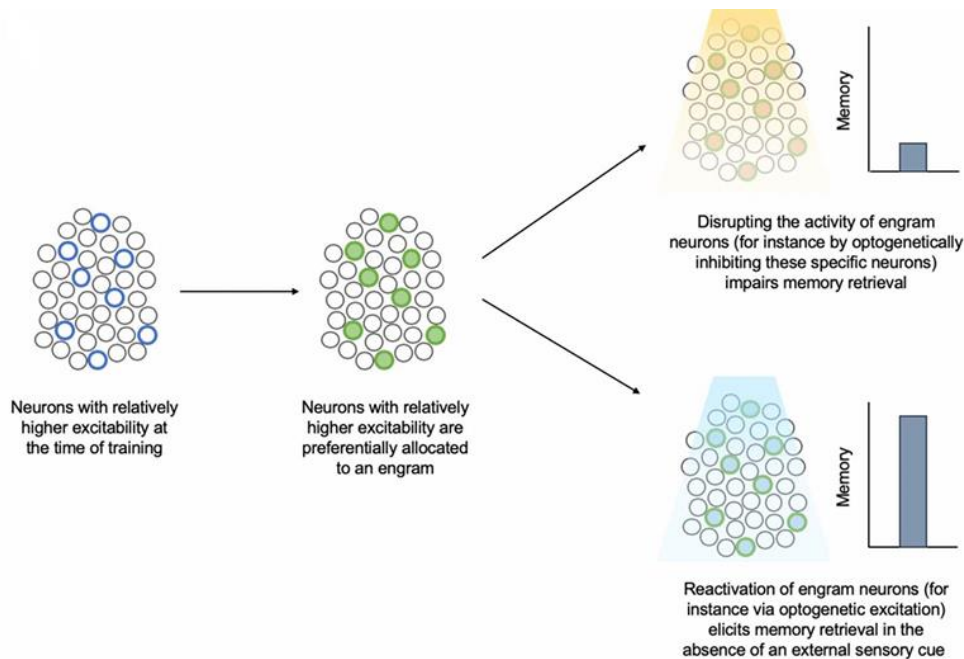 Memory
Disrupting the activity of engram
neurons (for instance by optogenetically
inhibiting these specific neurons)
impairs memory retrieval
Neurons with relatively
higher excitability at
the time of training
Neurons with relatively
higher excitability are
preferentially allocated
to an engram
Memory
Reactivation of engram neurons (for
instance via optogenetic excitation)
elicits memory retrieval in the
absence of an external sensory cue